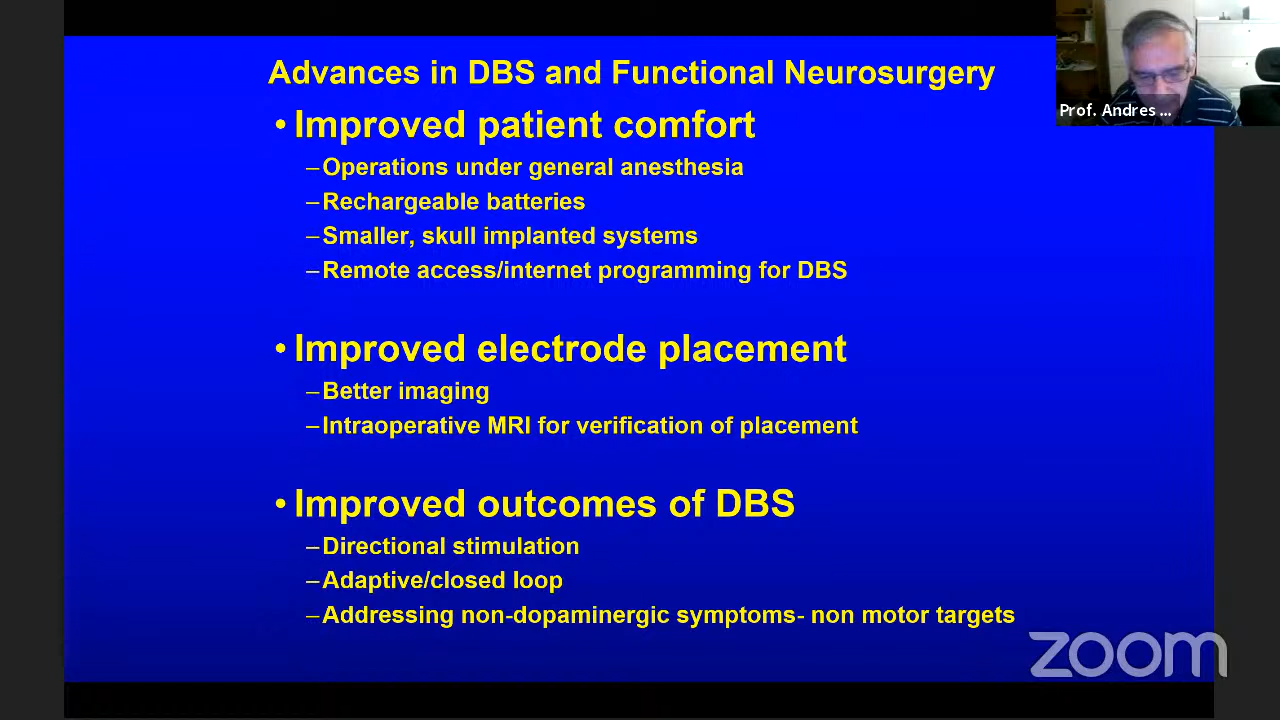 Advances in DBS and Functional Neurosurgery
• Improved patient comfort
–Operations under general anesthesia
–Rechargeable batteries
–Smaller, skull implanted systems
–Remote access/internet programming for DBS
• Improved electrode placement
–Better imaging
–Intraoperative MRI for verification of placement
• Improved outcomes of DBS
–Directional stimulation
–Adaptive/closed loop
–Addressing non-dopaminergic symptoms- non motor targets
Prof. Andres ...
zoom